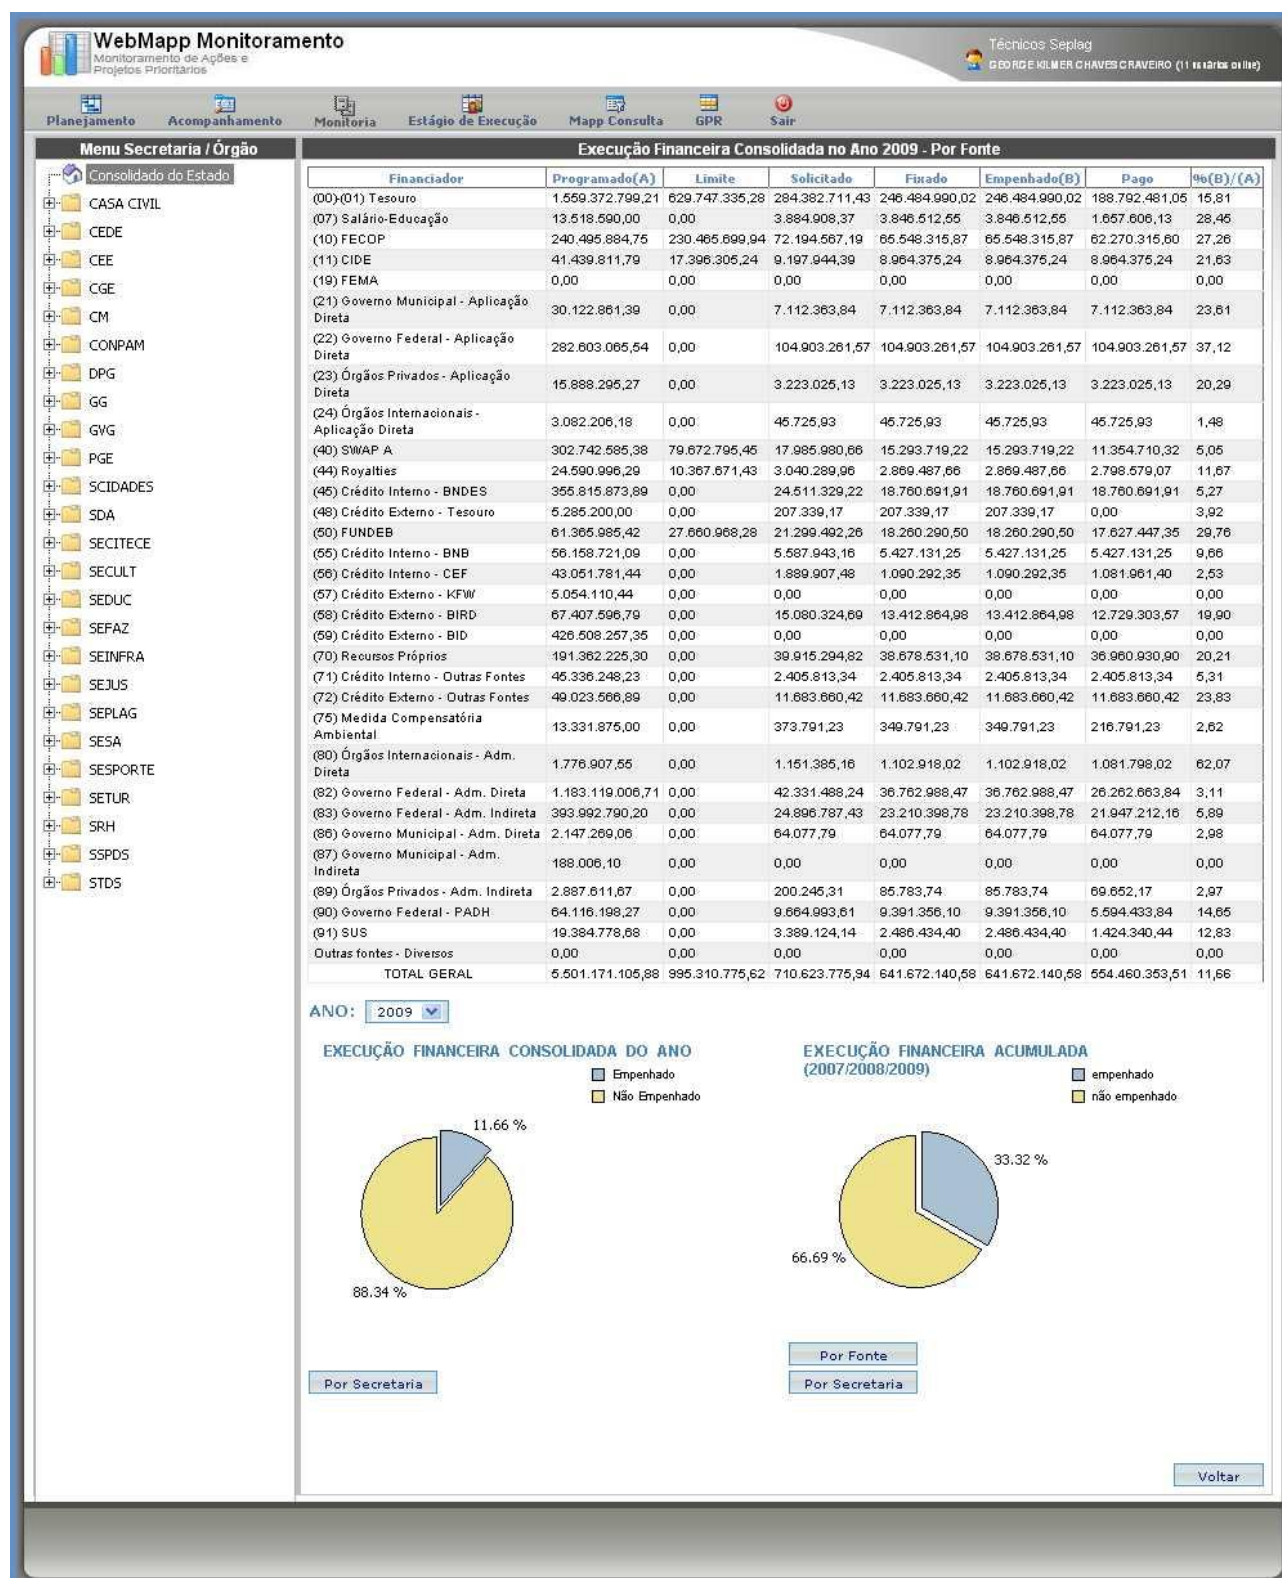 WebMapp Monitoramento
Monitoramento de Ações e
Projetos Prioritários
Técnicos Seplag
GEORGE KILMER CHAVES CRAVEIRO (11 usuários online)
Planejamento Acompanhamento Monitoria Estágio de Execução Mapp Consulta GPR Sair
Menu Secretaria / Órgão
Consolidado do Estado
CASA CIVIL
CEDE
CEE
CGE
CM
CONPAM
DPG
GG
GVG
PGE
SCIDADES
SDA
SECITECE
SECULT
SEDUC
SEFAZ
SEINFRA
SEJUS
SEPLAG
SESA
SESPORTE
SETUR
SRH
SSPDS
STDS
Execução Financeira Consolidada no Ano 2009 - Por Fonte
Financiador Programado(A) Limite Solicitado Fixado Empenhado(B) Pago %(B)/(A)
(00)-(01) Tesouro 1.559.372.799,21 629.747.335,28 284.382.711,43 246.484.990,02 246.484.990,02 188.792.481,05 15,81
(07) Salário-Educação 13.518.590,00 0,00 3.884.908,37 3.846.512,55 3.846.512,55 1.657.606,13 28,45
(10) FECOP 240.495.884,75 230.465.699,94 72.194.567,19 65.548.315,87 65.548.315,87 62.270.315,60 27,26
(11) CIDE 41.439.811,79 17.396.305,24 9.197.944,39 8.964.375,24 8.964.375,24 8.964.375,24 21,63
(19) FEMA 0,00 0,00 0,00 0,00 0,00 0,00 0,00
(21) Governo Municipal - Aplicação
Direta 30.122.861,39 0,00 7.112.363,84 7.112.363,84 7.112.363,84 7.112.363,84 23,61
(22) Governo Federal - Aplicação
Direta 282.603.065,54 0,00 104.903.261,57 104.903.261,57 104.903.261,57 104.903.261,57 37,12
(23) Órgãos Privados - Aplicação
Direta 15.888.295,27 0,00 3.223.025,13 3.223.025,13 3.223.025,13 3.223.025,13 20,29
(24) Órgãos Internacionais -
Aplicação Direta 3.082.206,18 0,00 45.725,93 45.725,93 45.725,93 45.725,93 1,48
(40) SWAP A 302.742.585,38 79.672.795,45 17.985.980,66 15.293.719,22 15.293.719,22 11.354.710,32 5,05
(44) Royalties 24.590.996,29 10.367.671,43 3.040.289,96 2.869.487,66 2.869.487,66 2.798.579,07 11,67
(45) Crédito Interno - BNDES 355.815.873,89 0,00 24.511.329,22 18.760.691,91 18.760.691,91 18.760.691,91 5,27
(48) Crédito Externo - Tesouro 5.285.200,00 0,00 207.339,17 207.339,17 207.339,17 0,00 3,92
(50) FUNDEB 61.365.985,42 27.660.968,28 21.299.492,26 18.260.290,50 18.260.290,50 17.627.447,35 29,76
(55) Crédito Interno - BNB 56.158.721,09 0,00 5.587.943,16 5.427.131,25 5.427.131,25 5.427.131,25 9,66
(56) Crédito Interno - CEF 43.051.781,44 0,00 1.889.907,48 1.090.292,35 1.090.292,35 1.081.961,40 2,53
(57) Crédito Externo - KFW 5.054.110,44 0,00 0,00 0,00 0,00 0,00 0,00
(58) Crédito Externo - BIRD 67.407.596,79 0,00 15.080.324,69 13.412.864,98 13.412.864,98 12.729.303,57 19,90
(59) Crédito Externo - BID 426.508.257,35 0,00 0,00 0,00 0,00 0,00 0,00
(70) Recursos Próprios 191.362.225,30 0,00 39.915.294,82 38.678.531,10 38.678.531,10 36.960.930,90 20,21
(71) Crédito Interno - Outras Fontes 45.336.248,23 0,00 2.405.813,34 2.405.813,34 2.405.813,34 2.405.813,34 5,31
(72) Crédito Externo - Outras Fontes 49.023.566,89 0,00 11.683.660,42 11.683.660,42 11.683.660,42 11.683.660,42 23,83
(75) Medida Compensatória
Ambiental 13.331.875,00 0,00 373.791,23 349.791,23 349.791,23 216.791,23 2,62
(80) Órgãos Internacionais - Adm.
Direta 1.776.907,55 0,00 1.151.385,16 1.102.918,02 1.102.918,02 1.081.798,02 62,07
(82) Governo Federal - Adm. Direta 1.183.119.006,71 0,00 42.331.488,24 36.762.988,47 36.762.988,47 26.262.663,84 3,11
(83) Governo Federal - Adm. Indireta 393.992.790,20 0,00 24.896.787,43 23.210.398,78 23.210.398,78 21.947.212,16 5,89
(86) Governo Municipal - Adm. Direta 2.147.269,06 0,00 64.077,79 64.077,79 64.077,79 64.077,79 2,98
(87) Governo Municipal - Adm.
Indireta 188.006,10 0,00 0,00 0,00 0,00 0,00 0,00
(89) Órgãos Privados - Adm. Indireta 2.887.611,67 0,00 200.245,31 85.783,74 85.783,74 69.652,17 2,97
(90) Governo Federal - PADH 64.116.198,27 0,00 9.664.993,61 9.391.356,10 9.391.356,10 5.594.433,84 14,65
(91) SUS 19.384.778,68 0,00 3.389.124,14 2.486.434,40 2.486.434,40 1.424.340,44 12,83
Outras fontes - Diversos 0,00 0,00 0,00 0,00 0,00 0,00 0,00
TOTAL GERAL 5.501.171.105,88 995.310.775,62 710.623.775,94 641.672.140,58 641.672.140,58 554.460.353,51 11,66
ANO: 2009
EXECUÇÃO FINANCEIRA CONSOLIDADA DO ANO
Empenhado
Não Empenhado
11.66 %
88.34 %
Por Secretaria
EXECUÇÃO FINANCEIRA ACUMULADA
(2007/2008/2009)
empenhado
não empenhado
33.32 %
66.69 %
Por Fonte
Por Secretaria
Voltar